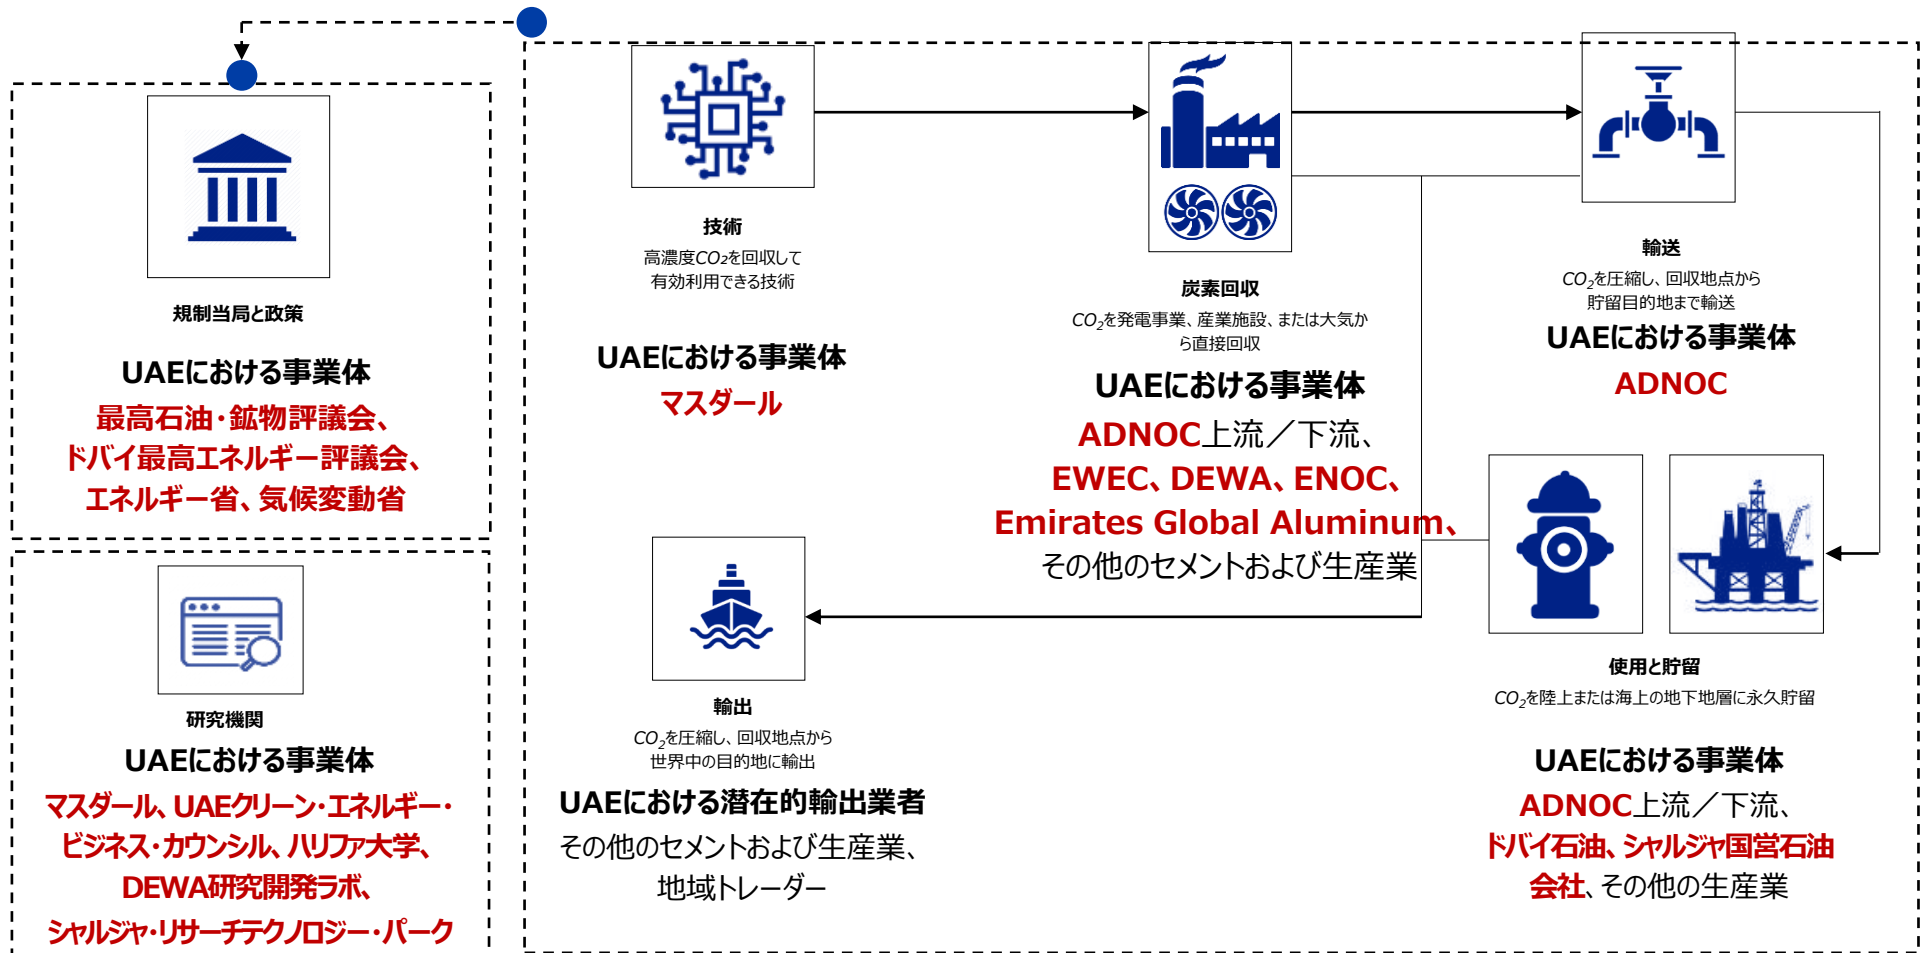 規制当局と政策
UAEにおける事業体
最高石油・鉱物評議会、
ドバイ最高エネルギー評議会、
エネルギー省、気候変動省
研究機関
UAEにおける事業体
マスダール、UAEクリーン・エネルギー・
ビジネス・カウンシル、ハリファ大学、
DEWA研究開発ラボ、
シャルジャ・リサーチテクノロジー・パーク
技術
高濃度CO₂を回収して
有効利用できる技術
UAEにおける事業体
マスダール
炭素回収
CO₂を発電事業、産業施設、または大気か
ら直接回収
UAEにおける事業体
ADNOC上流／下流、
EWEC、DEWA、ENOC、
Emirates Global Aluminum、
その他のセメントおよび生産業
輸送
CO₂を圧縮し、回収地点から
貯留目的地まで輸送
UAEにおける事業体
ADNOC
輸出
CO₂を圧縮し、回収地点から
世界中の目的地に輸出
UAEにおける潜在的輸出業者
その他のセメントおよび生産業、
地域トレーダー
使用と貯留
CO₂を陸上または海上の地下地層に永久貯留
UAEにおける事業体
ADNOC上流／下流、
ドバイ石油、シャルジャ国営石油
会社、その他の生産業